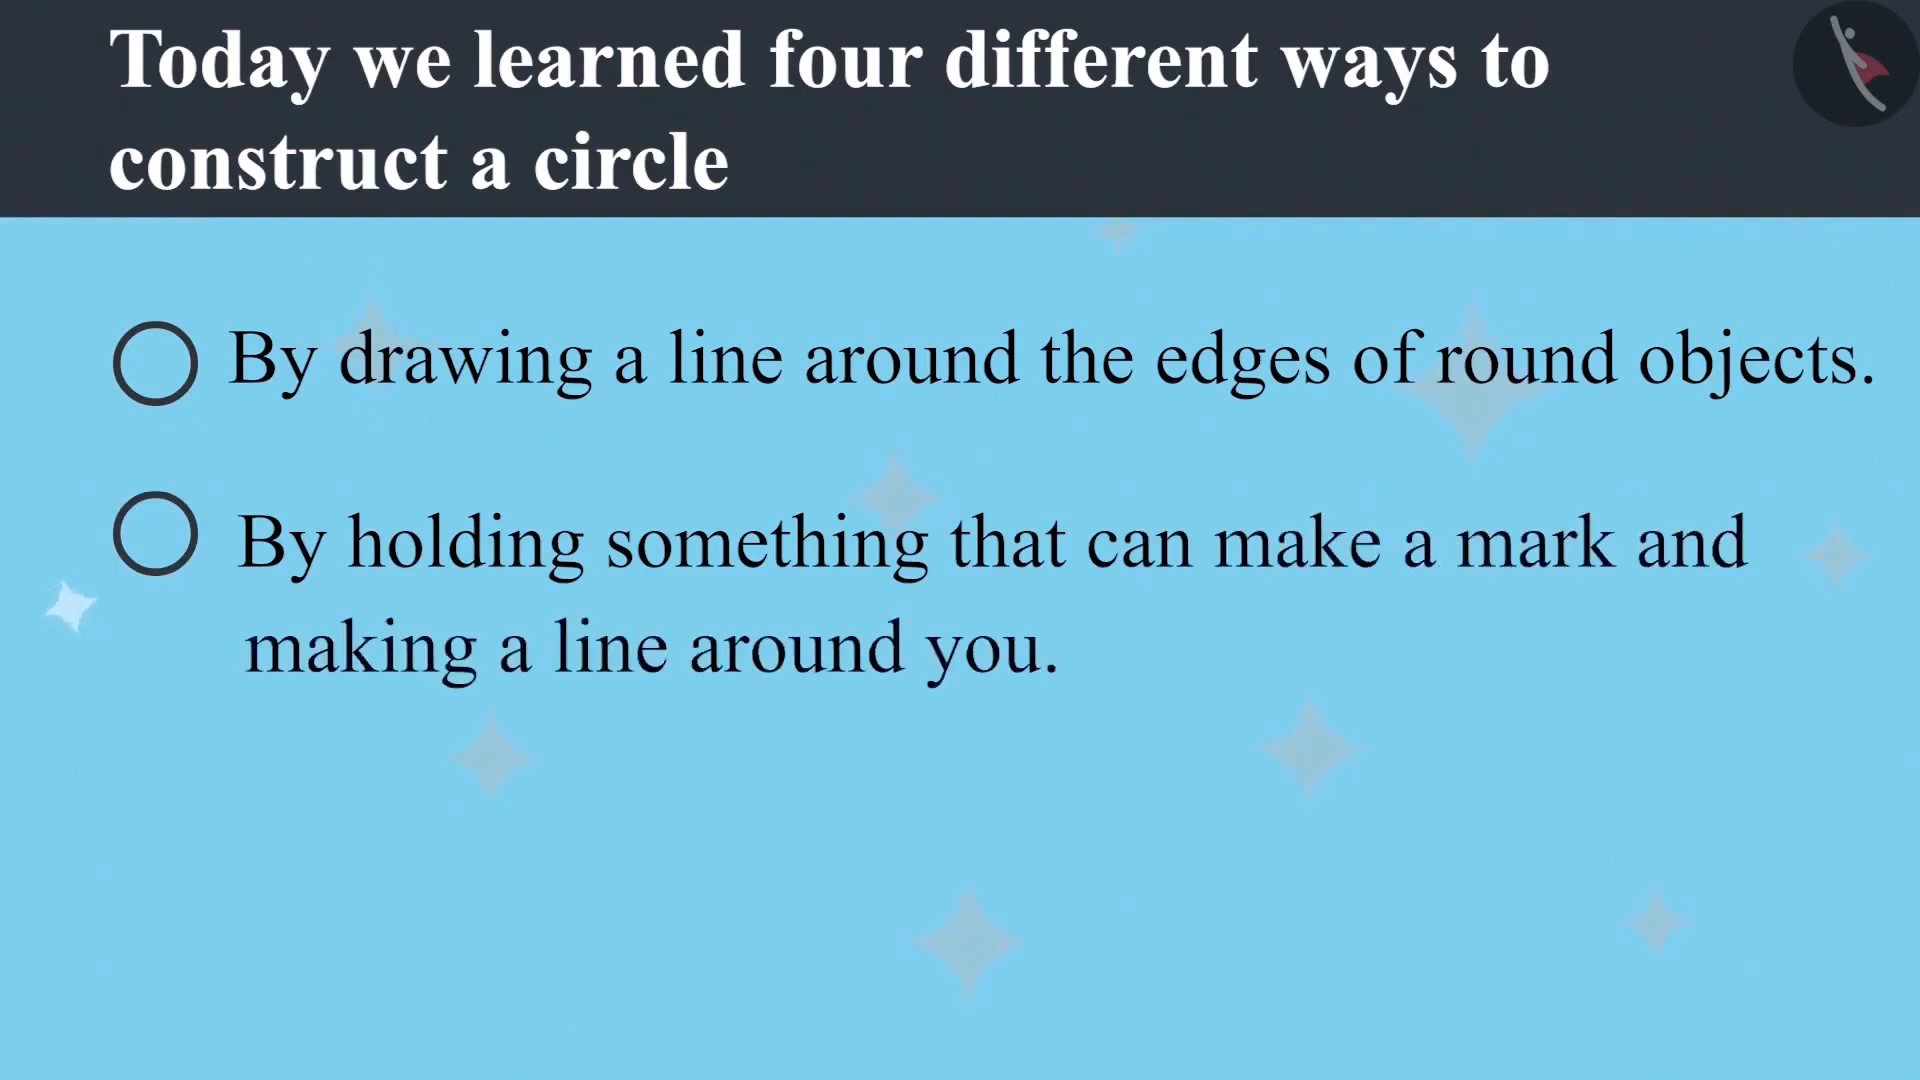 Today we learned four different ways to
construct a circle
By drawing a line around the edges of round objects.
By holding something that can make a mark and
making a line around you.